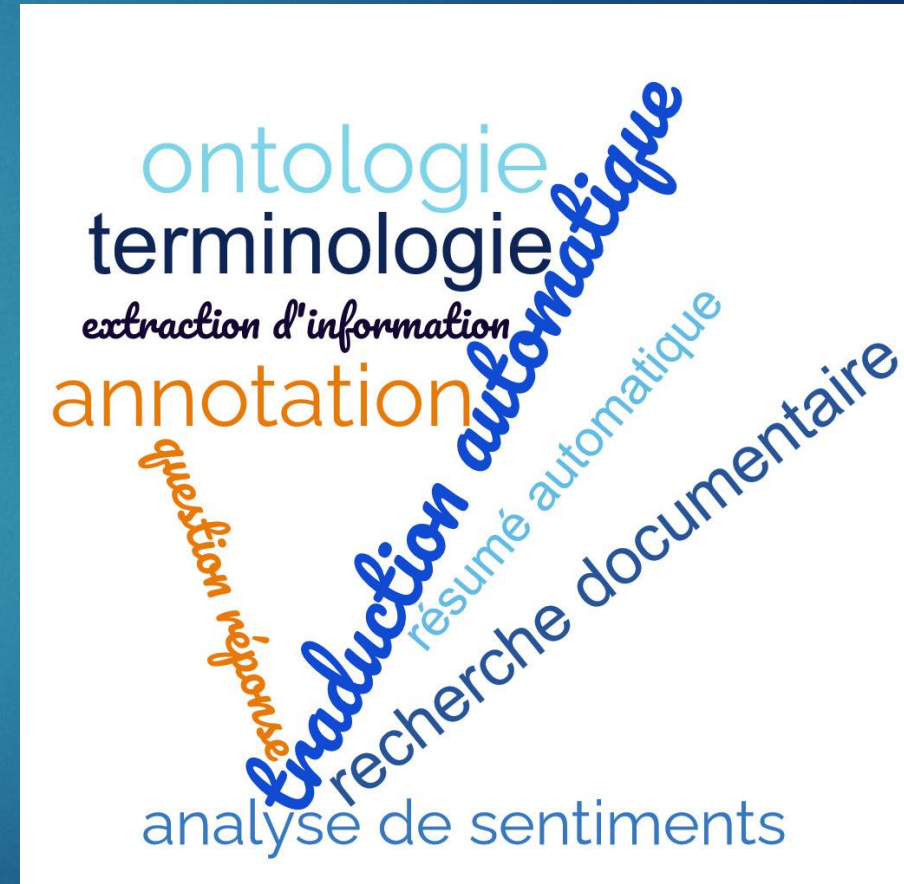 ontologie
terminologie
extraction d'information
annotation
question réponse
traduction automatique
résumé automatique
recherche documentaire
analyse de sentiments